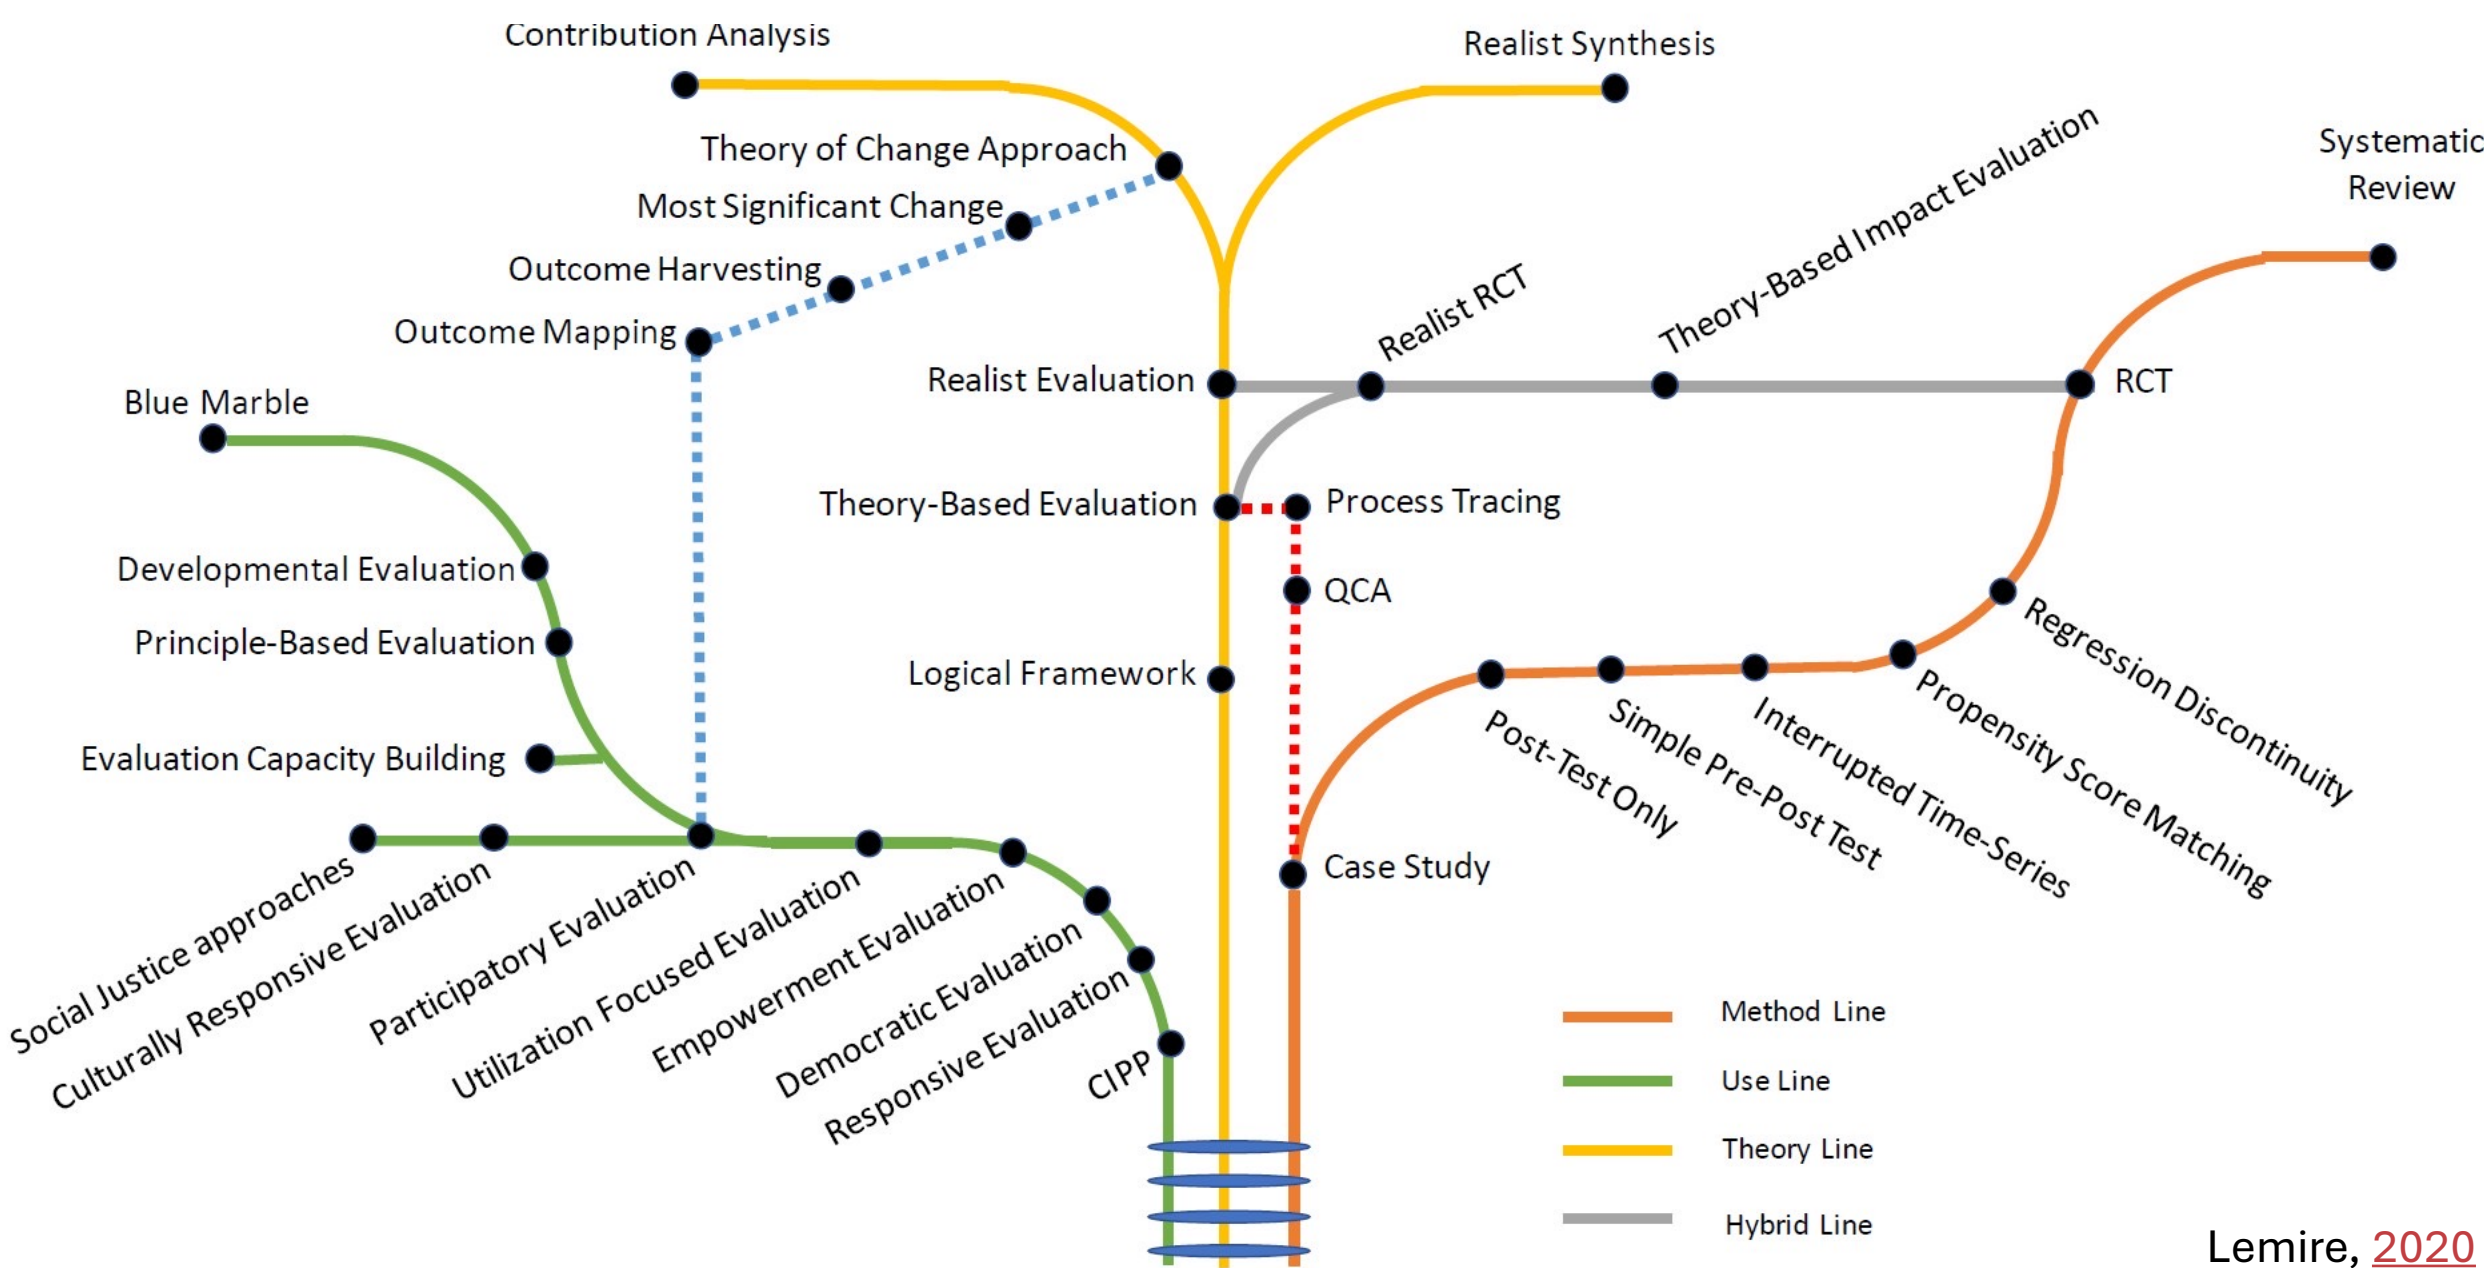 Contribution Analysis
Realist Synthesis
Theory of Change Approach
Most Significant Change
Outcome Harvesting
Outcome Mapping
Theory-Based Impact Evaluation
Systematic
Review
Realist RCT
Realist Evaluation
RCT
Blue Marble
Theory-Based Evaluation
Process Tracing
Developmental Evaluation
QCA
Principle-Based Evaluation
Logical Framework
Evaluation Capacity Building
Post-Test Only
Simple Pre-Post Test
Interrupted Time-Series
Propensity Score Matching
Regression Discontinuity
Case Study
Social Justice approaches
Culturally Responsive Evaluation
Participatory Evaluation
Utilization Focused Evaluation
Empowerment Evaluation
Democratic Evaluation
Responsive Evaluation
CIPP
Method Line
Use Line
Theory Line
Hybrid Line
Lemire, 2020